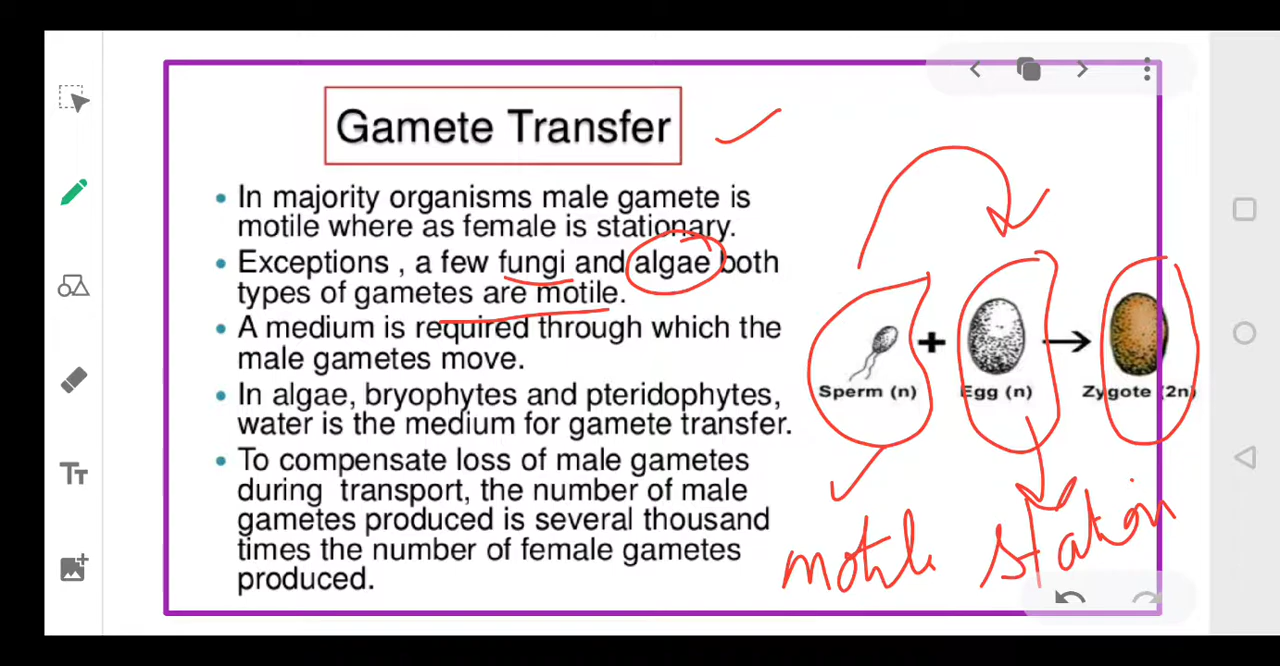 Gamete Transfer
• In majority organisms male gamete is
motile where as female is stationary.
• Exceptions , a few fungi and algae both
types of gametes are motile.
• A medium is required through which the
male gametes move.
• In algae, bryophytes and pteridophytes,
water is the medium for gamete transfer.
• To compensate loss of male gametes
during transport, the number of male
gametes produced is several thousand
times the number of female gametes
produced.
Sperm (n) + Egg (n) → Zygote (2n)
motile station
TT